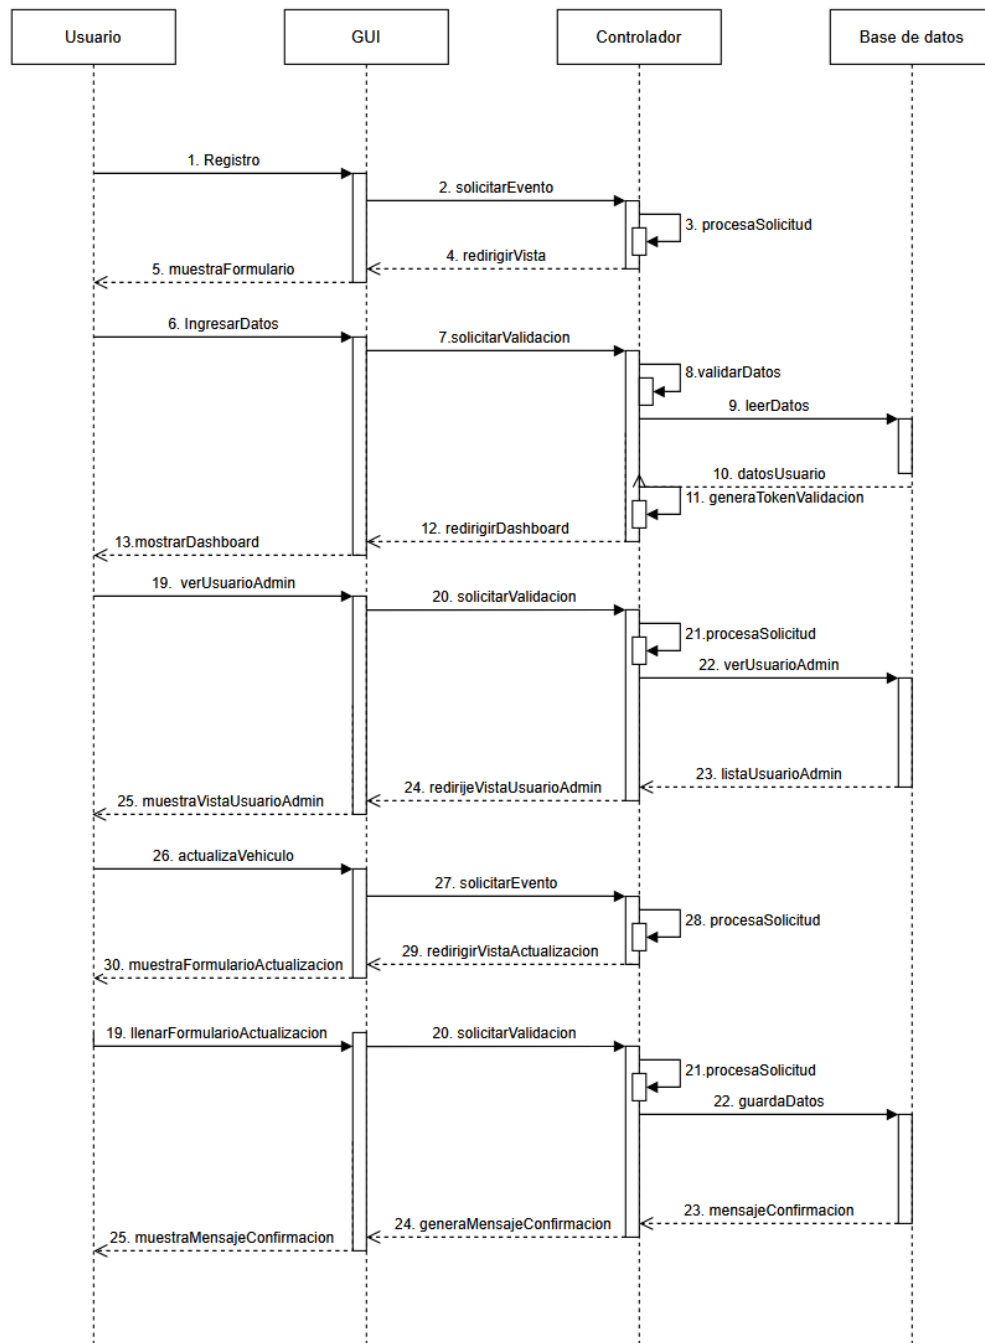 Usuario
GUI
Controlador
Base de datos
1. Registro
2. solicitarEvento
3. procesaSolicitud
4. redirigirVista
5. muestraFormulario
6. IngresarDatos
7.solicitarValidacion
8.validarDatos
9. leerDatos
10. datosUsuario
11. generaTokenValidacion
12. redirigirDashboard
13.mostrarDashboard
19. verUsuarioAdmin
20. solicitarValidacion
21.procesaSolicitud
22. verUsuarioAdmin
23. listaUsuarioAdmin
24. redirijeVistaUsuarioAdmin
25. muestraVistaUsuarioAdmin
26. actualizaVehiculo
27. solicitarEvento
28. procesaSolicitud
29. redirigirVistaActualizacion
30. muestraFormularioActualizacion
19. llenarFormularioActualizacion
20. solicitarValidacion
21.procesaSolicitud
22. guardaDatos
23. mensajeConfirmacion
24. generaMensajeConfirmacion
25. muestraMensajeConfirmacion